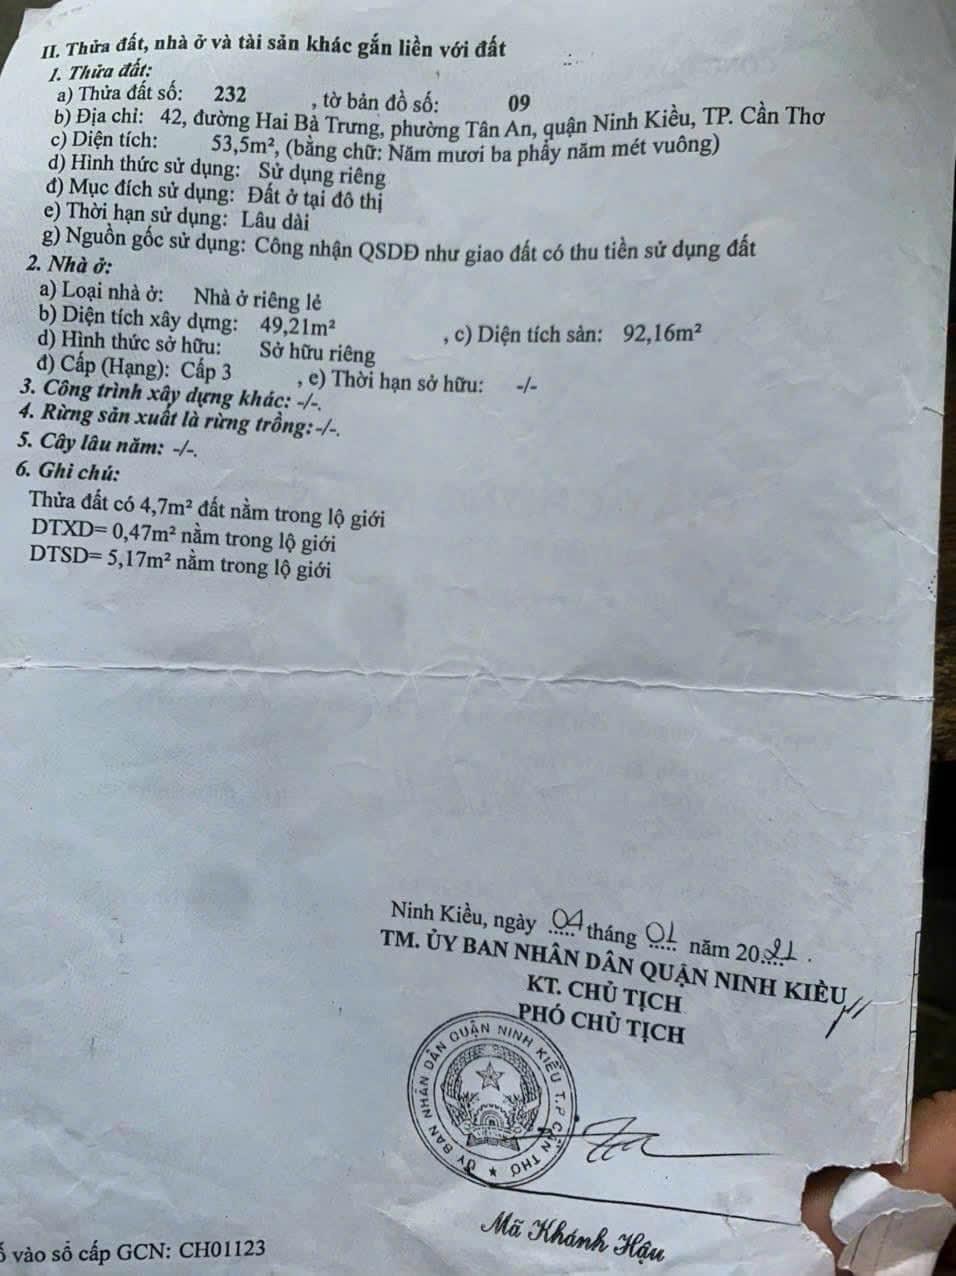 II. Thửa đất, nhà ở và tài sản khác gắn liền với đất
1. Thửa đất:
a) Thửa đất số: 232 , tờ bản đồ số: 09
b) Địa chỉ: 42, đường Hai Bà Trưng, phường Tân An, quận Ninh Kiều, TP. Cần Thơ
c) Diện tích: 53,5m², (bằng chữ: Năm mươi ba phẩy năm mét vuông)
d) Hình thức sử dụng: Sử dụng riêng
đ) Mục đích sử dụng: Đất ở tại đô thị
e) Thời hạn sử dụng: Lâu dài
g) Nguồn gốc sử dụng: Công nhận QSDĐ như giao đất có thu tiền sử dụng đất
2. Nhà ở:
a) Loại nhà ở: Nhà ở riêng lẻ
b) Diện tích xây dựng: 49,21m² , c) Diện tích sàn: 92,16m²
d) Hình thức sở hữu: Sở hữu riêng
đ) Cấp (Hạng): Cấp 3 , e) Thời hạn sở hữu: -/-
3. Công trình xây dựng khác: -/-.
4. Rừng sản xuất là rừng trồng: -/-.
5. Cây lâu năm: -/-.
6. Ghi chú:
Thửa đất có 4,7m² đất nằm trong lộ giới
DTXD= 0,47m² nằm trong lộ giới
DTSD= 5,17m² nằm trong lộ giới
Ninh Kiều, ngày 04 tháng 01 năm 2021.
TM. ỦY BAN NHÂN DÂN QUẬN NINH KIỀU
KT. CHỦ TỊCH
PHÓ CHỦ TỊCH
ỦY BAN NHÂN DÂN QUẬN NINH KIỀU T.P CẦN THƠ
Mã Khánh Hậu
vào sổ cấp GCN: CH01123